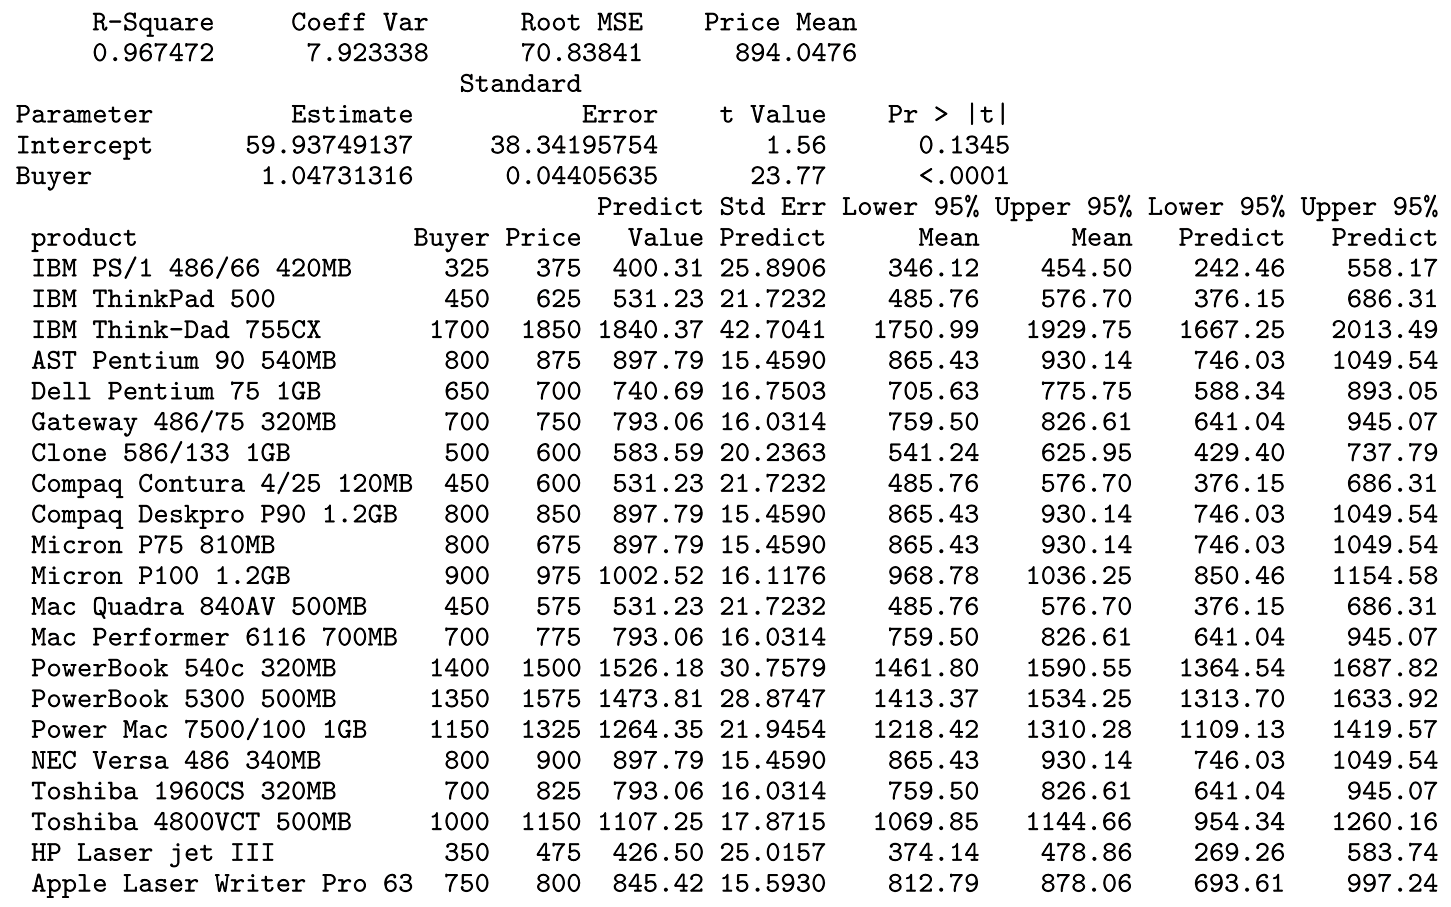 R-Square Coeff Var Root MSE Price Mean
0.967472 7.923338 70.83841 894.0476
Standard
Parameter Estimate Error t Value Pr > |t|
Intercept 59.93749137 38.34195754 1.56 0.1345
Buyer 1.04731316 0.04405635 23.77 <.0001
Predict Std Err Lower 95% Upper 95% Lower 95% Upper 95%
product Buyer Price Value Predict Mean Mean Predict Predict
IBM PS/1 486/66 420MB 325 375 400.31 25.8906 346.12 454.50 242.46 558.17
IBM ThinkPad 500 450 625 531.23 21.7232 485.76 576.70 376.15 686.31
IBM Think-Dad 755CX 1700 1850 1840.37 42.7041 1750.99 1929.75 1667.25 2013.49
AST Pentium 90 540MB 800 875 897.79 15.4590 865.43 930.14 746.03 1049.54
Dell Pentium 75 1GB 650 700 740.69 16.7503 705.63 775.75 588.34 893.05
Gateway 486/75 320MB 700 750 793.06 16.0314 759.50 826.61 641.04 945.07
Clone 586/133 1GB 500 600 583.59 20.2363 541.24 625.95 429.40 737.79
Compaq Contura 4/25 120MB 450 600 531.23 21.7232 485.76 576.70 376.15 686.31
Compaq Deskpro P90 1.2GB 800 850 897.79 15.4590 865.43 930.14 746.03 1049.54
Micron P75 810MB 800 675 897.79 15.4590 865.43 930.14 746.03 1049.54
Micron P100 1.2GB 900 975 1002.52 16.1176 968.78 1036.25 850.46 1154.58
Mac Quadra 840AV 500MB 450 575 531.23 21.7232 485.76 576.70 376.15 686.31
Mac Performer 6116 700MB 700 775 793.06 16.0314 759.50 826.61 641.04 945.07
PowerBook 540c 320MB 1400 1500 1526.18 30.7579 1461.80 1590.55 1364.54 1687.82
PowerBook 5300 500MB 1350 1575 1473.81 28.8747 1413.37 1534.25 1313.70 1633.92
Power Mac 7500/100 1GB 1150 1325 1264.35 21.9454 1218.42 1310.28 1109.13 1419.57
NEC Versa 486 340MB 800 900 897.79 15.4590 865.43 930.14 746.03 1049.54
Toshiba 1960CS 320MB 700 825 793.06 16.0314 759.50 826.61 641.04 945.07
Toshiba 4800VCT 500MB 1000 1150 1107.25 17.8715 1069.85 1144.66 954.34 1260.16
HP Laser jet III 350 475 426.50 25.0157 374.14 478.86 269.26 583.74
Apple Laser Writer Pro 63 750 800 845.42 15.5930 812.79 878.06 693.61 997.24